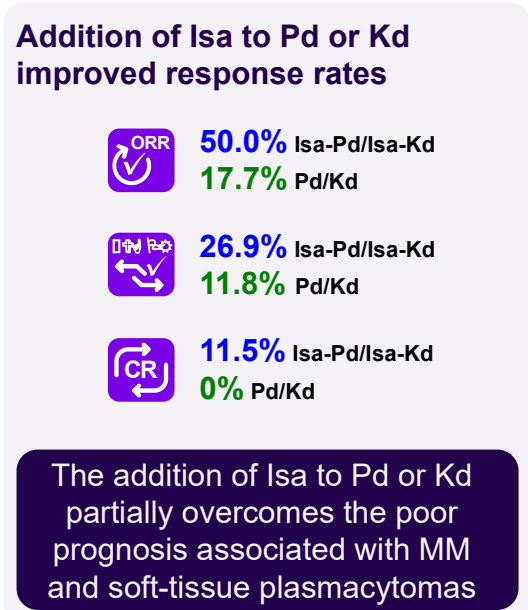 Addition of Isa to Pd or Kd
improved response rates
ORR
50.0% Isa-Pd/Isa-Kd
17.7% Pd/Kd
26.9% Isa-Pd/Isa-Kd
11.8% Pd/Kd
CR
11.5% Isa-Pd/Isa-Kd
0% Pd/Kd
The addition of Isa to Pd or Kd
partially overcomes the poor
prognosis associated with MM
and soft-tissue plasmacytomas